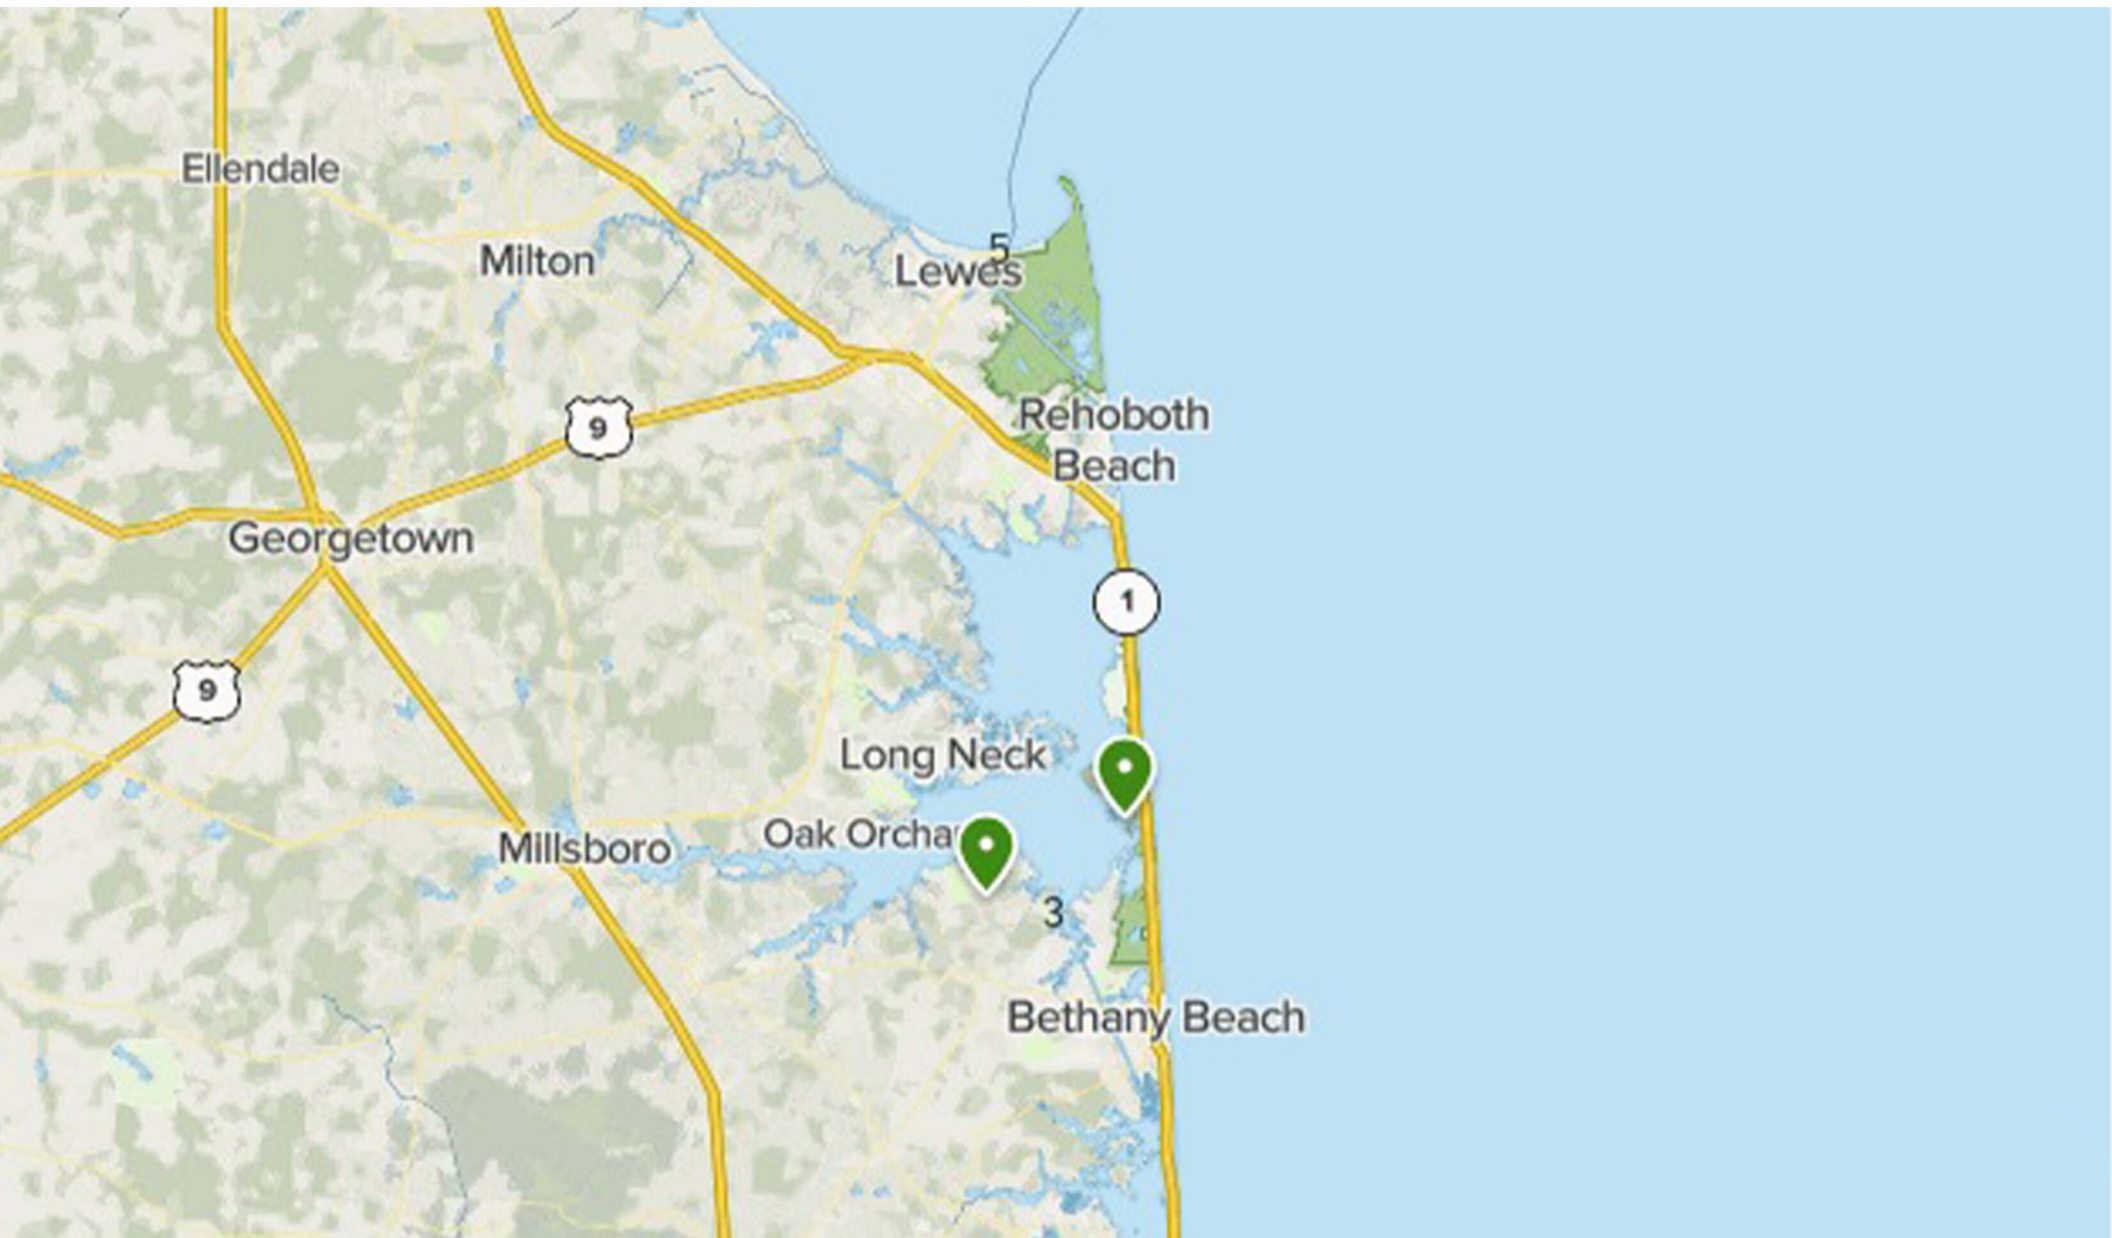 Ellendale
5
Milton
Lewes
Rehoboth
Beach
9
Georgetown
1
9
Long Neck
Oak Orcha
Millsboro
3
Bethany Beach